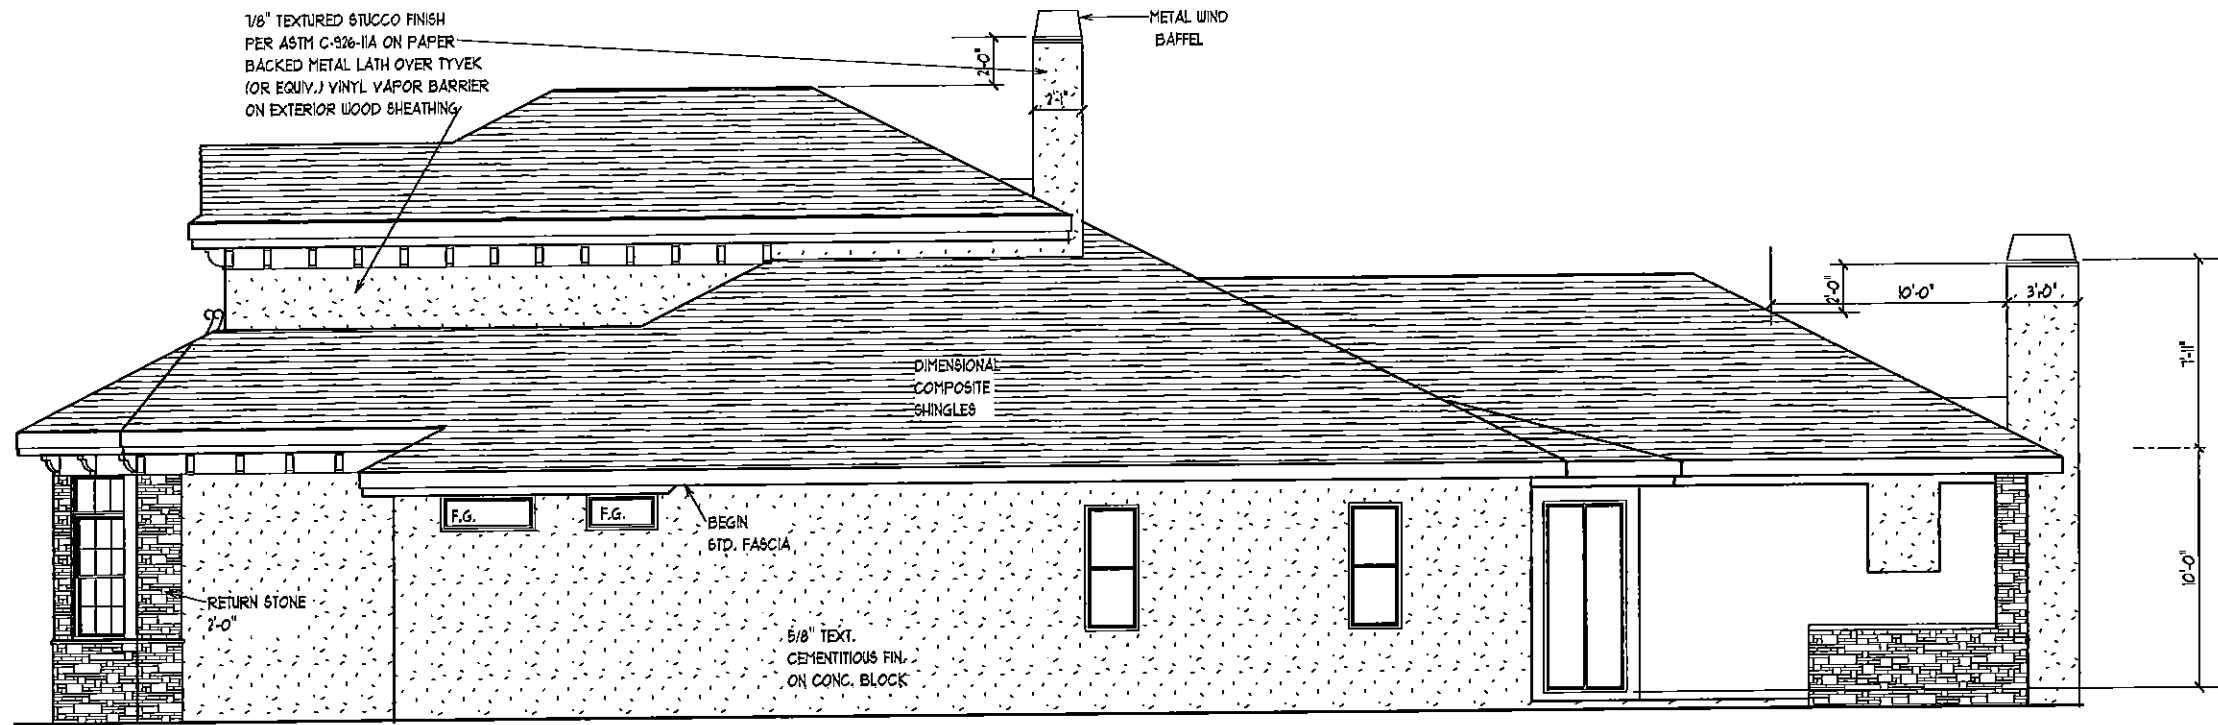 7/8" TEXTURED STUCCO FINISH
PER ASTM C-926-11A ON PAPER
BACKED METAL LATH OVER TYVEK
(OR EQUIV.) VINYL VAPOR BARRIER
ON EXTERIOR WOOD SHEATHING
METAL WIND
BAFFEL
2'-0"
2'-1"
2'-0"
10'-0"
3'-0"
7'-11"
DIMENSIONAL
COMPOSITE
SHINGLES
F.G.
F.G.
BEGIN
STD. FASCIA
10'-0"
RETURN STONE
2'-0"
5/8" TEXT.
CEMENTITIOUS FIN.
ON CONC. BLOCK